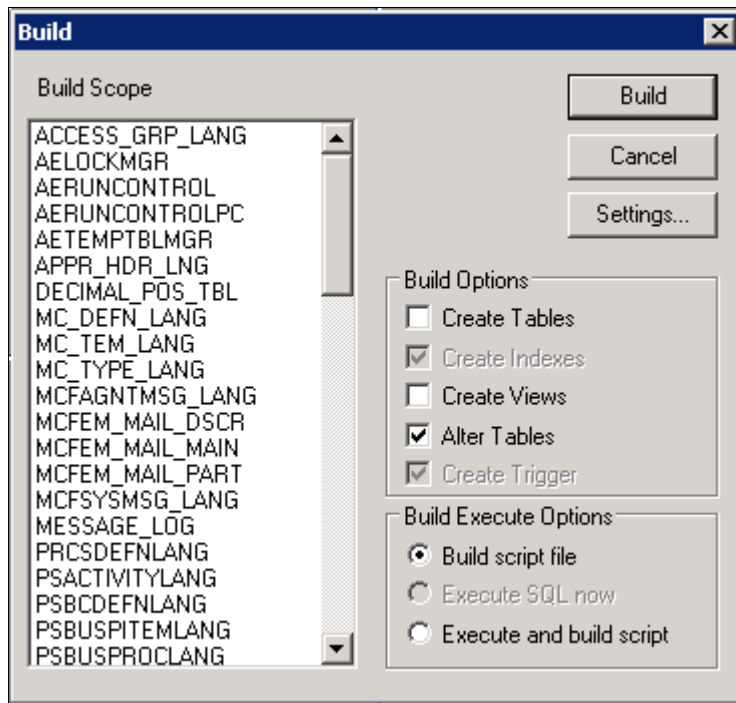 Build
Build Scope
ACCESS_GRP_LANG
AELOCKMGR
AERUNCONTROL
AERUNCONTROLPC
AETEMPTBLMGR
APPR_HDR_LNG
DECIMAL_POS_TBL
MC_DEFN_LANG
MC_TEM_LANG
MC_TYPE_LANG
MCFAGNTMSG_LANG
MCFEM_MAIL_DSCR
MCFEM_MAIL_MAIN
MCFEM_MAIL_PART
MCFSYSMSG_LANG
MESSAGE_LOG
PRCSDEFNLANG
PSACTIVITYLANG
PSBCDEFNLANG
PSBUSPITEMLANG
PSBUSPROCLANG
Build
Cancel
Settings...
Build Options
Create Tables
Create Indexes
Create Views
Alter Tables
Create Trigger
Build Execute Options
Build script file
Execute SQL now
Execute and build script